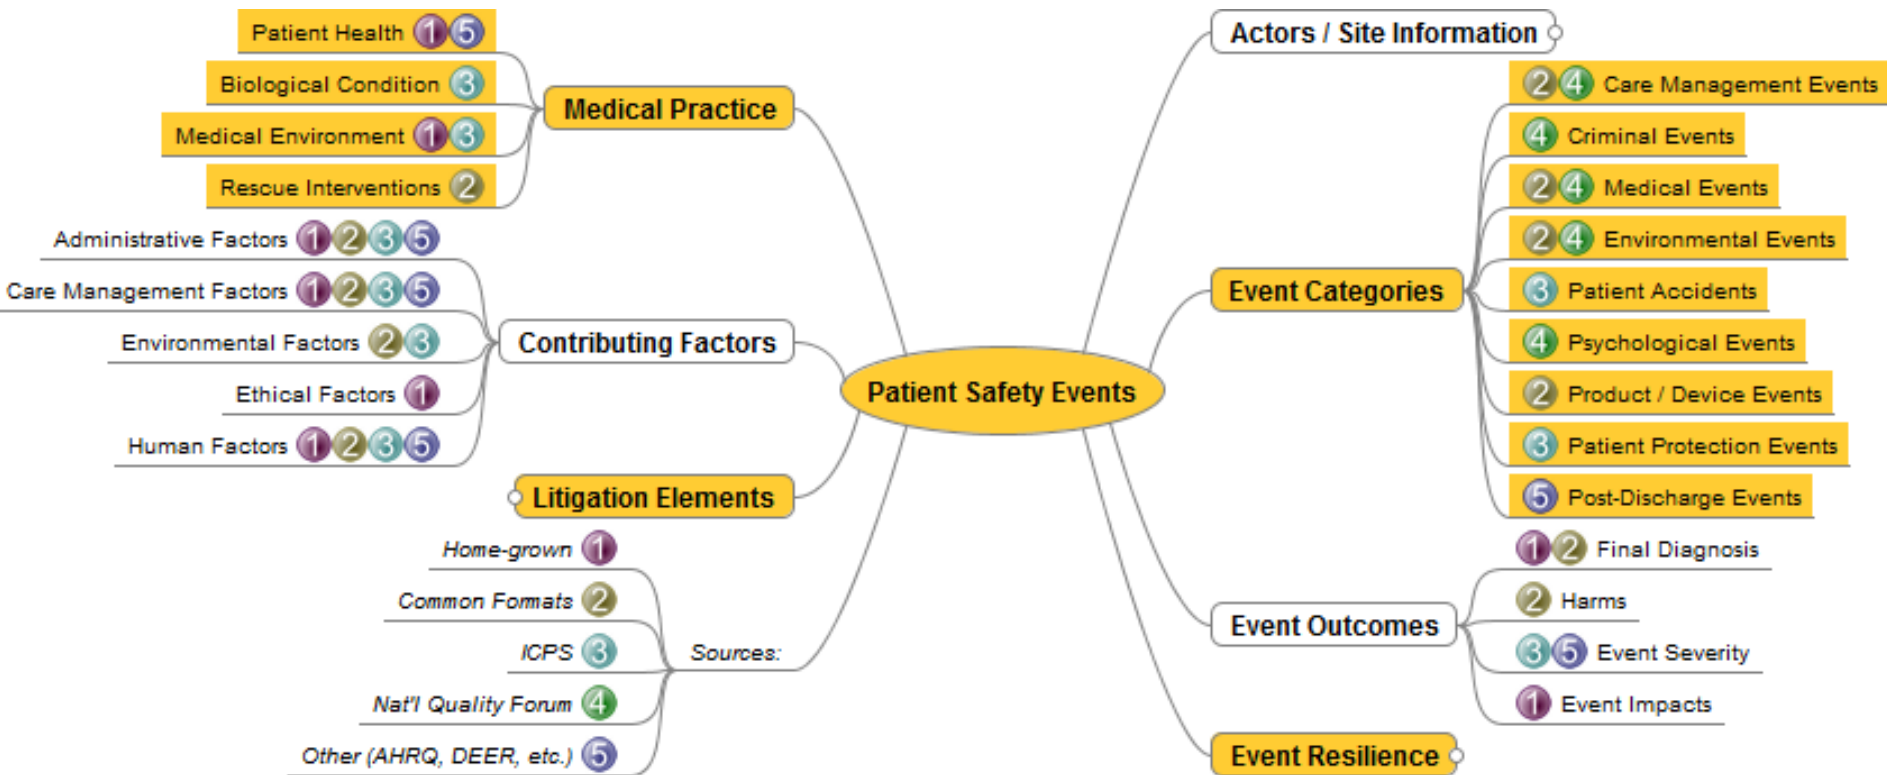 Patient Health 1 5
Biological Condition 3
Medical Environment 1 3
Rescue Interventions 2
Medical Practice
Administrative Factors 1 2 3 5
Care Management Factors 1 2 3 5
Environmental Factors 2 3
Ethical Factors 1
Human Factors 1 2 3 5
Contributing Factors
Litigation Elements
Home-grown 1
Common Formats 2
ICPS 3
Nat'l Quality Forum 4
Other (AHRQ, DEER, etc.) 5
Sources:
Patient Safety Events
Actors / Site Information
Event Categories
2 4 Care Management Events
4 Criminal Events
2 4 Medical Events
2 4 Environmental Events
3 Patient Accidents
4 Psychological Events
2 Product / Device Events
3 Patient Protection Events
5 Post-Discharge Events
Event Outcomes
1 2 Final Diagnosis
2 Harms
3 5 Event Severity
1 Event Impacts
Event Resilience